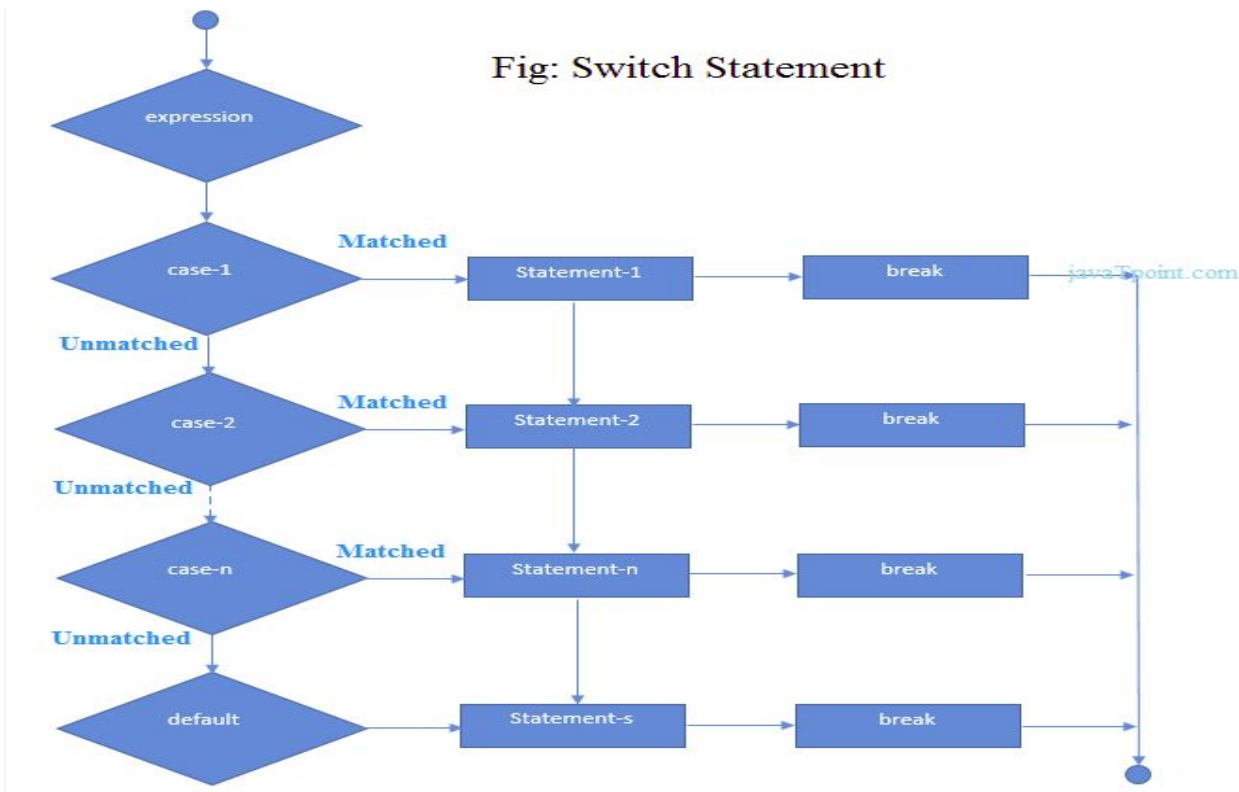 Fig: Switch Statement
expression
case-1
Matched
Statement-1
break
javaTpoint.com
Unmatched
case-2
Matched
Statement-2
break
Unmatched
case-n
Matched
Statement-n
break
Unmatched
default
Statement-s
break